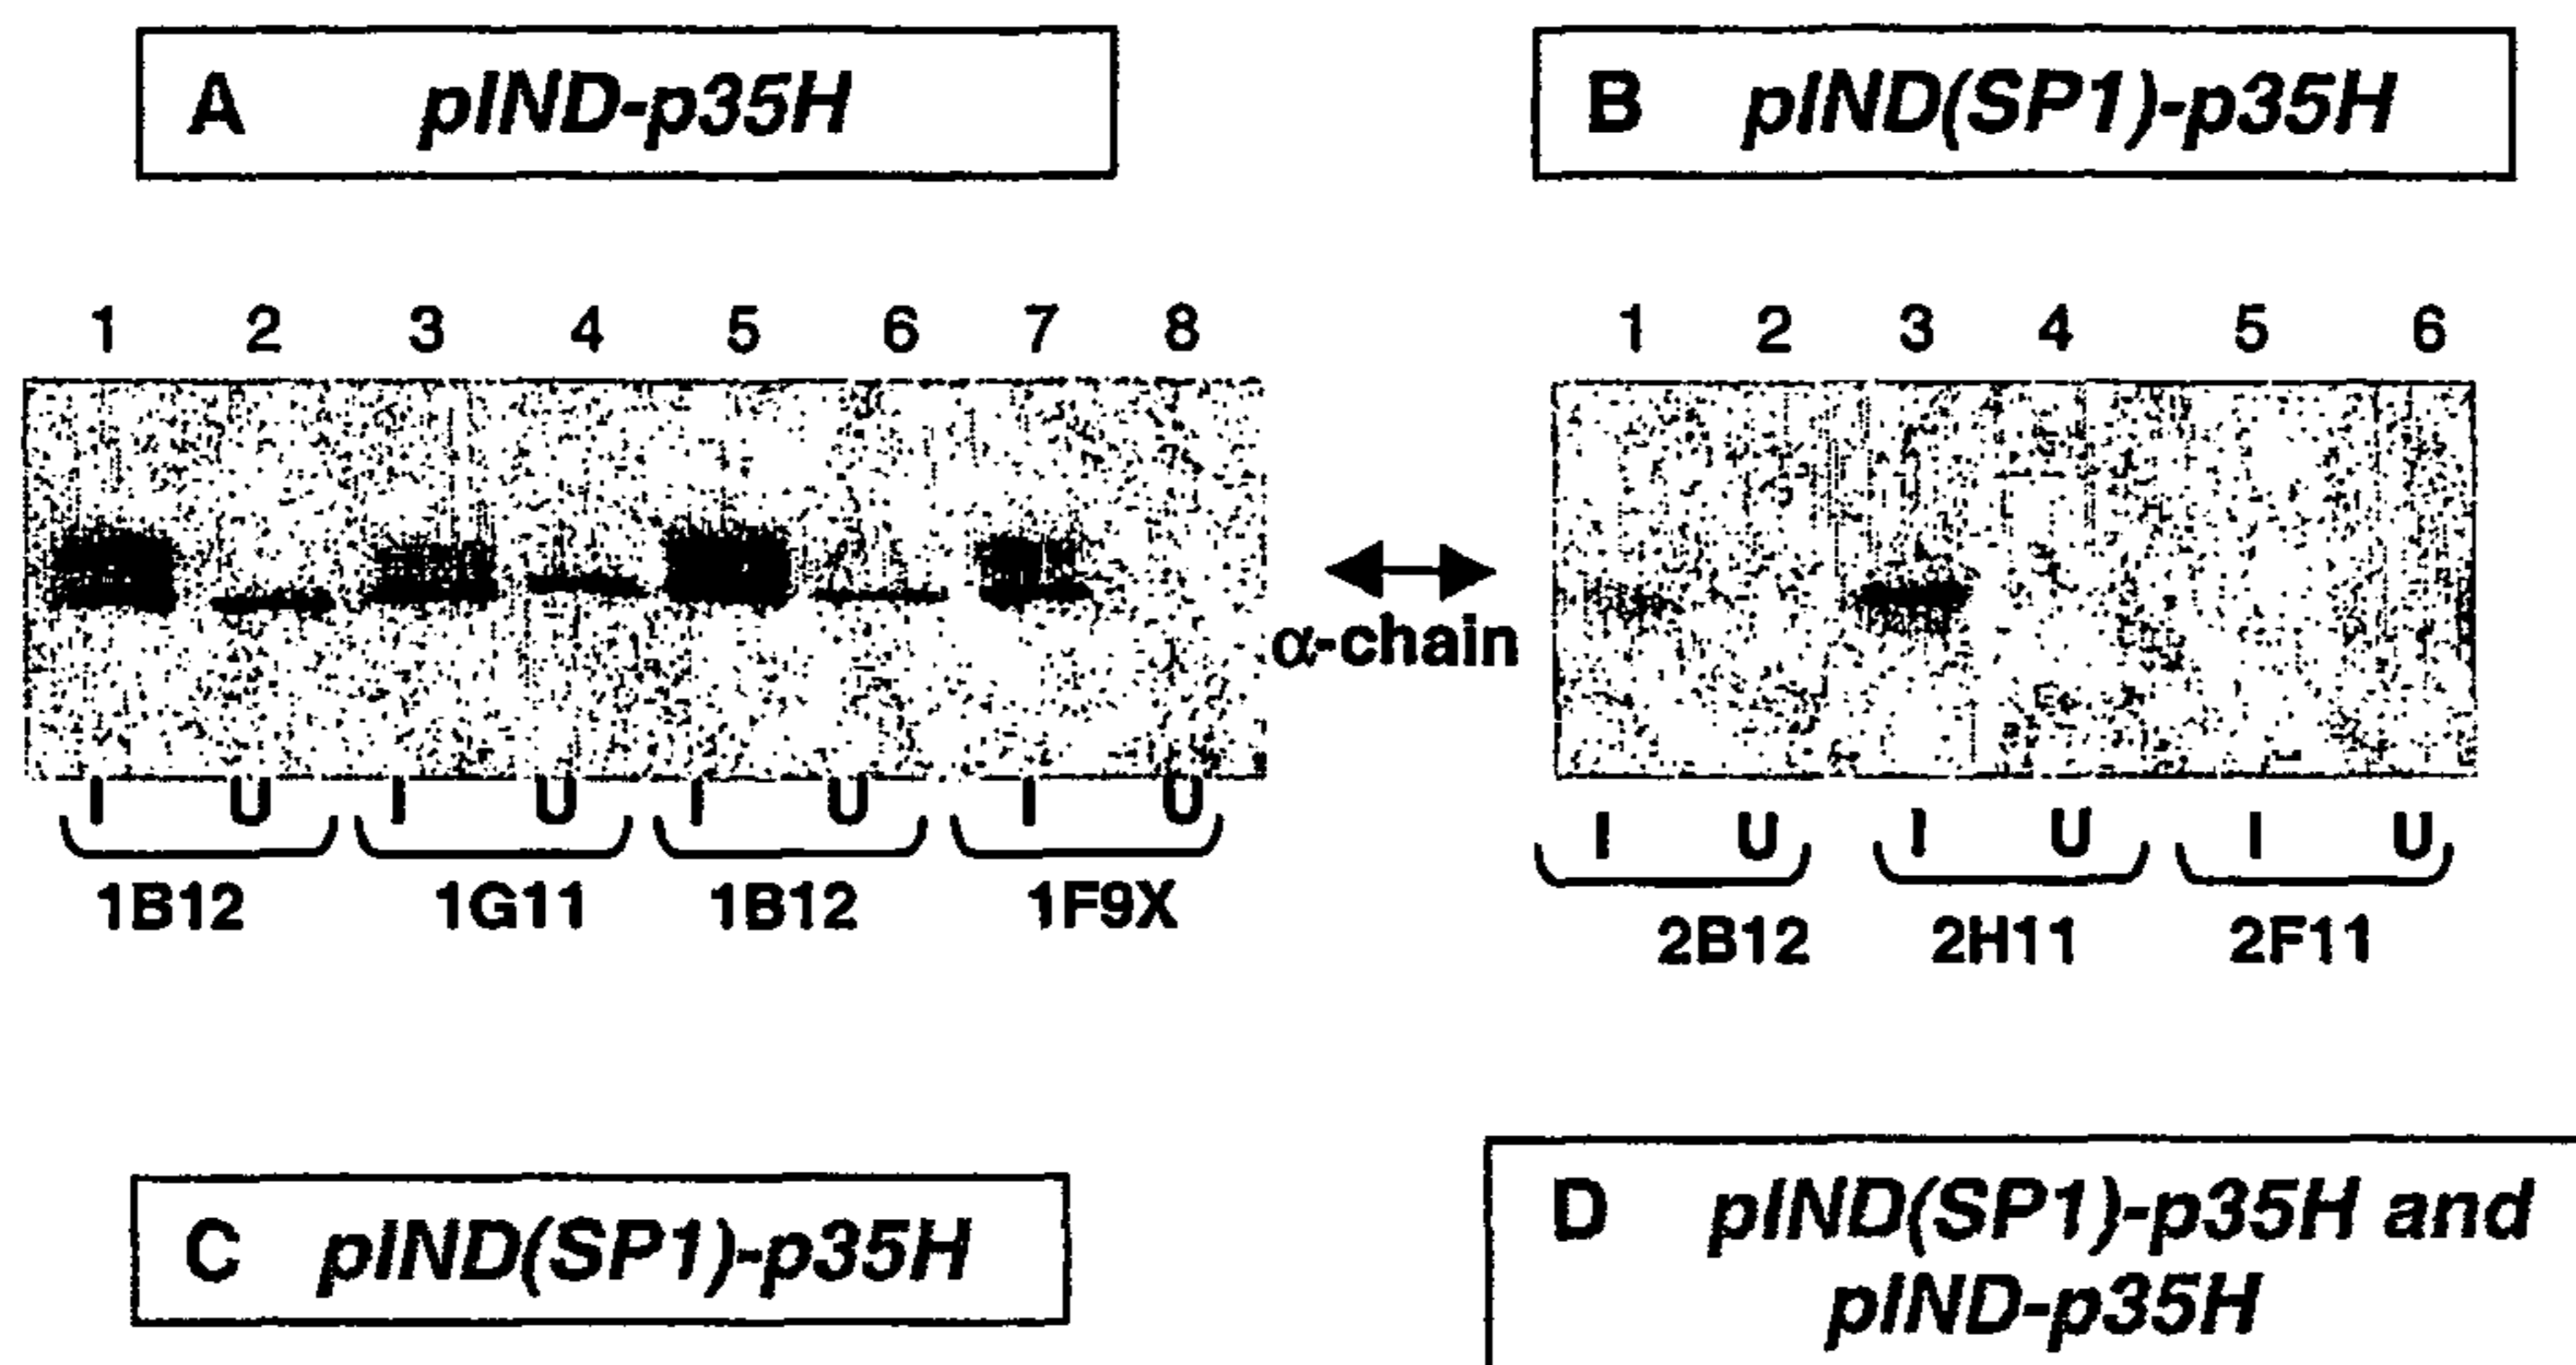 A pIND-p35H
B pIND(SP1)-p35H
1 2 3 4 5 6 7 8
1 2 3 4 5 6
α-chain
I U I U I U I U
1B12 1G11 1B12 1F9X
I U I U I U
2B12 2H11 2F11
C pIND(SP1)-p35H
D pIND(SP1)-p35H and
pIND-p35H